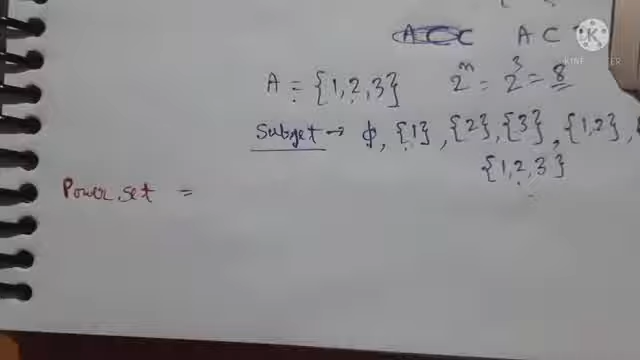 A C
A = {1, 2, 3} 2ⁿ = 2³ = 8
Subset → ϕ, {1}, {2}, {3}, {1,2},
{1, 2, 3}
Power set =